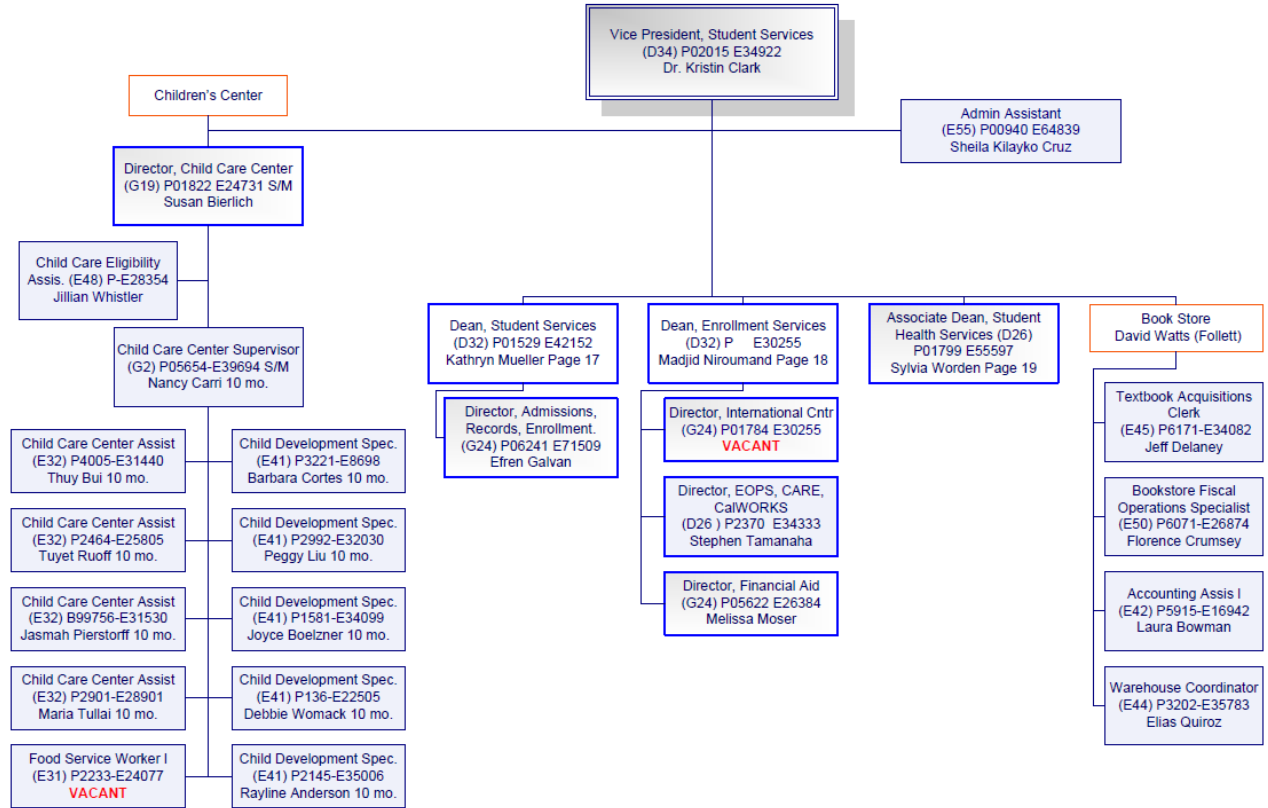 Vice President, Student Services
(D34) P02015 E34922
Dr. Kristin Clark
Children's Center
Admin Assistant
(E55) P00940 E64839
Sheila Kilayko Cruz
Director, Child Care Center
(G19) P01822 E24731 S/M
Susan Bierlich
Child Care Eligibility
Assis. (E48) P-E28354
Jillian Whistler
Child Care Center Supervisor
(G2) P05654-E39694 S/M
Nancy Carri 10 mo.
Child Care Center Assist
(E32) P4005-E31440
Thuy Bui 10 mo.
Child Development Spec.
(E41) P3221-E8698
Barbara Cortes 10 mo.
Child Care Center Assist
(E32) P2464-E25805
Tuyet Ruoff 10 mo.
Child Development Spec.
(E41) P2992-E32030
Peggy Liu 10 mo.
Child Care Center Assist
(E32) B99756-E31530
Jasmah Pierstorff 10 mo.
Child Development Spec.
(E41) P1581-E34099
Joyce Boelzner 10 mo.
Child Care Center Assist
(E32) P2901-E28901
Maria Tullai 10 mo.
Child Development Spec.
(E41) P136-E22505
Debbie Womack 10 mo.
Food Service Worker I
(E31) P2233-E24077
VACANT
Child Development Spec.
(E41) P2145-E35006
Rayline Anderson 10 mo.
Dean, Student Services
(D32) P01529 E42152
Kathryn Mueller Page 17
Director, Admissions,
Records, Enrollment.
(G24) P06241 E71509
Efren Galvan
Dean, Enrollment Services
(D32) P E30255
Madjid Niroumand Page 18
Director, International Cntr
(G24) P01784 E30255
VACANT
Director, EOPS, CARE,
CalWORKS
(D26 ) P2370 E34333
Stephen Tamanaha
Director, Financial Aid
(G24) P05622 E26384
Melissa Moser
Associate Dean, Student
Health Services (D26)
P01799 E55597
Sylvia Worden Page 19
Book Store
David Watts (Follett)
Textbook Acquisitions
Clerk
(E45) P6171-E34082
Jeff Delaney
Bookstore Fiscal
Operations Specialist
(E50) P6071-E26874
Florence Crumsey
Accounting Assis I
(E42) P5915-E16942
Laura Bowman
Warehouse Coordinator
(E44) P3202-E35783
Elias Quiroz